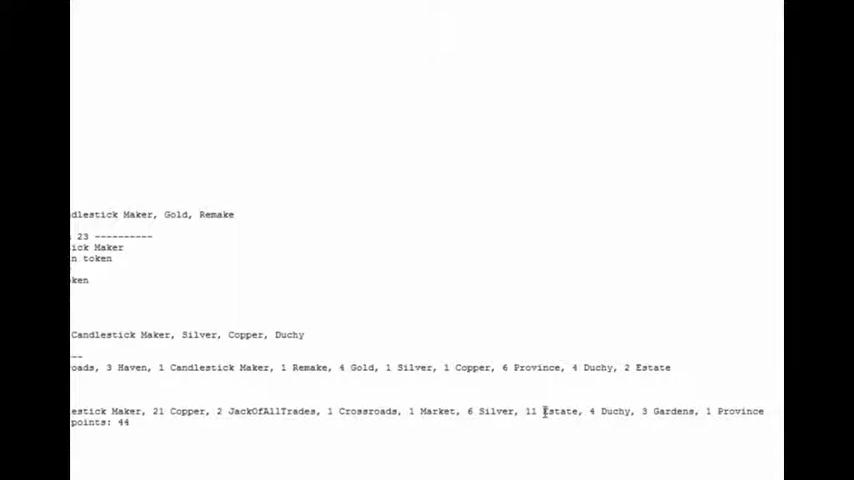 dlestick Maker, Gold, Remake
23 ----------
ick Maker
n token
ken
Candlestick Maker, Silver, Copper, Duchy
--
oads, 3 Haven, 1 Candlestick Maker, 1 Remake, 4 Gold, 1 Silver, 1 Copper, 6 Province, 4 Duchy, 2 Estate
estick Maker, 21 Copper, 2 JackOfAllTrades, 1 Crossroads, 1 Market, 6 Silver, 11 Estate, 4 Duchy, 3 Gardens, 1 Province
points: 44